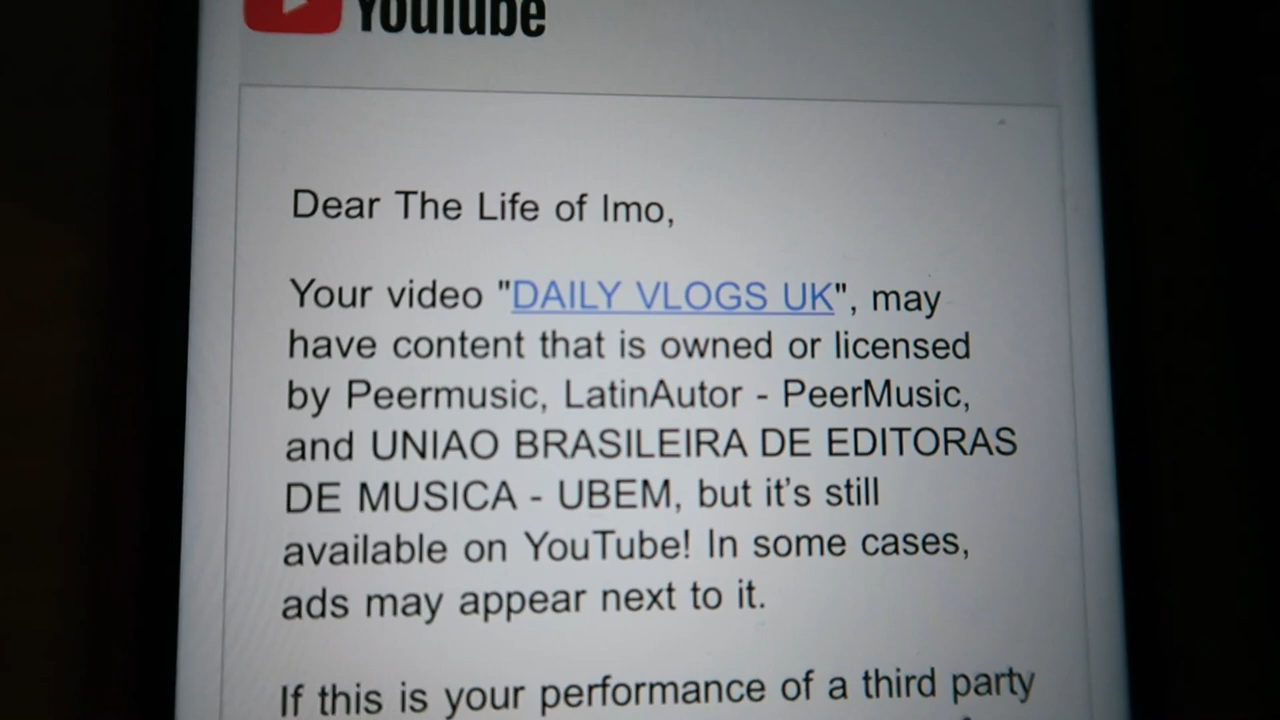 YouTube
Dear The Life of Imo,
Your video "DAILY VLOGS UK", may
have content that is owned or licensed
by Peermusic, LatinAutor - PeerMusic,
and UNIAO BRASILEIRA DE EDITORAS
DE MUSICA - UBEM, but it’s still
available on YouTube! In some cases,
ads may appear next to it.
If this is your performance of a third party